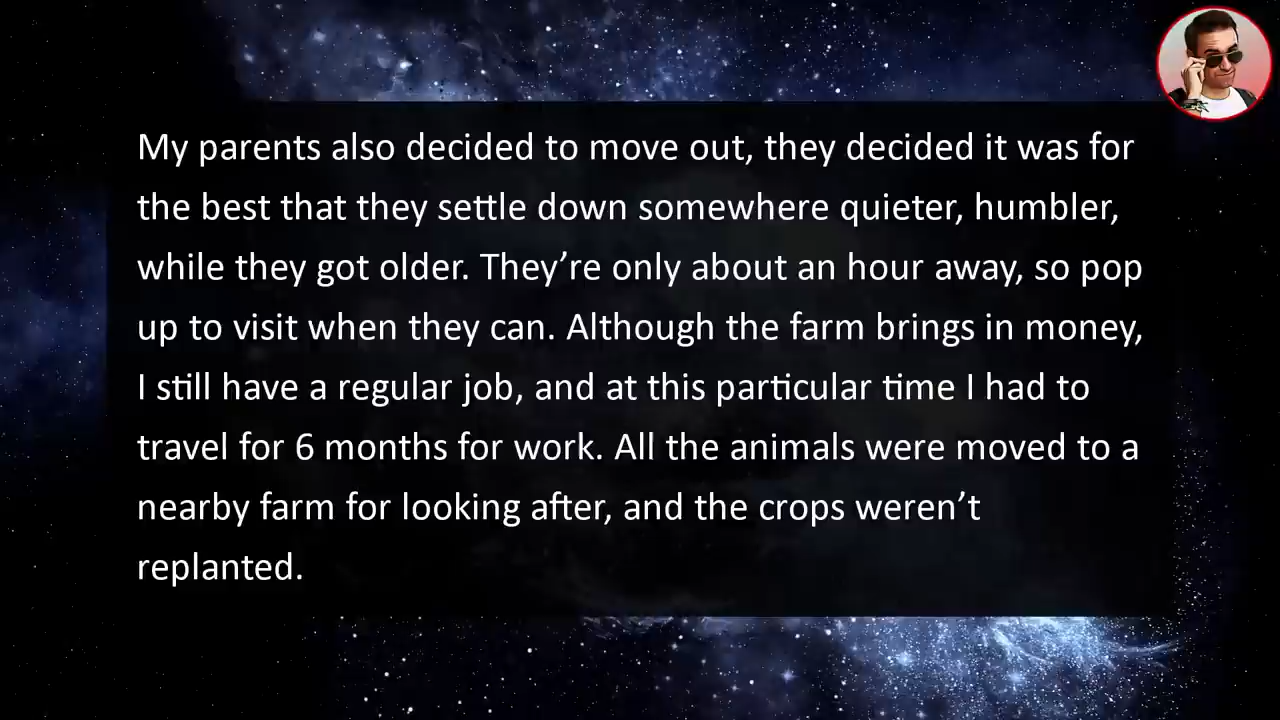 My parents also decided to move out, they decided it was for
the best that they settle down somewhere quieter, humbler,
while they got older. They’re only about an hour away, so pop
up to visit when they can. Although the farm brings in money,
I still have a regular job, and at this particular time I had to
travel for 6 months for work. All the animals were moved to a
nearby farm for looking after, and the crops weren’t
replanted.